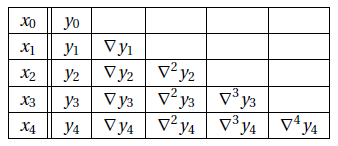 x₀ y₀
x₁ y₁ ∇y₁
x₂ y₂ ∇y₂ ∇²y₂
x₃ y₃ ∇y₃ ∇²y₃ ∇³y₃
x₄ y₄ ∇y₄ ∇²y₄ ∇³y₄ ∇⁴y₄